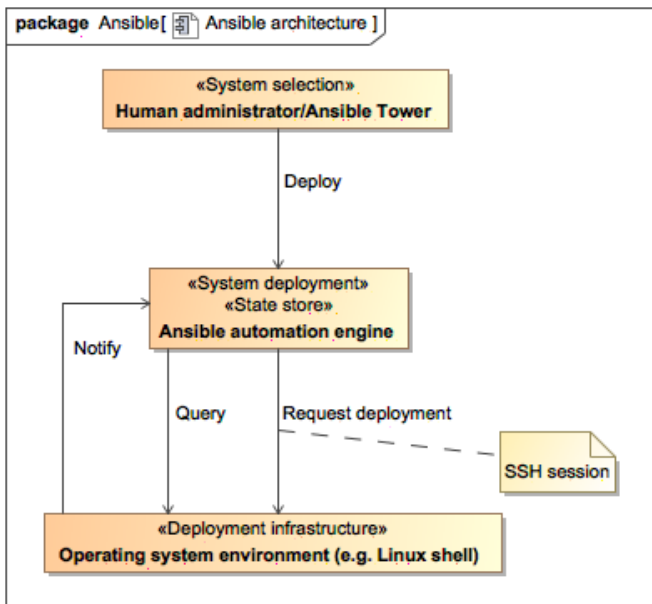 package Ansible[ Ansible architecture ]
«System selection»
Human administrator/Ansible Tower
Deploy
«System deployment»
«State store»
Ansible automation engine
Notify
Query
Request deployment
SSH session
«Deployment infrastructure»
Operating system environment (e.g. Linux shell)